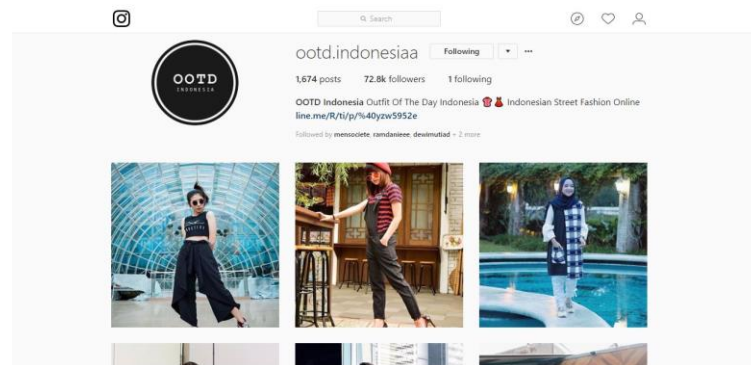 Search
ootd.indonesiaa Following
1,674 posts 72.8k followers 1 following
OOTD INDONESIA
OOTD Indonesia Outfit Of The Day Indonesia 👚👗 Indonesian Street Fashion Online
line.me/R/ti/p/%40yzw5952e
Followed by mensociete, ramdanieee, dewimutiad + 2 more